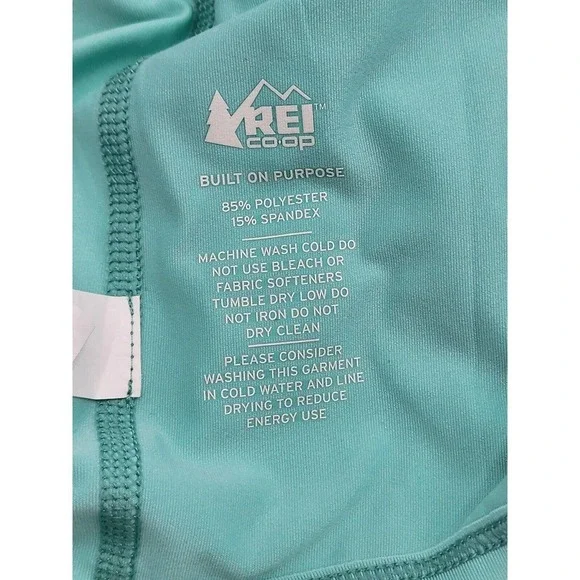 REI™
CO·OP
BUILT ON PURPOSE
85% POLYESTER
15% SPANDEX
MACHINE WASH COLD DO
NOT USE BLEACH OR
FABRIC SOFTENERS
TUMBLE DRY LOW DO
NOT IRON DO NOT
DRY CLEAN
PLEASE CONSIDER
WASHING THIS GARMENT
IN COLD WATER AND LINE
DRYING TO REDUCE
ENERGY USE